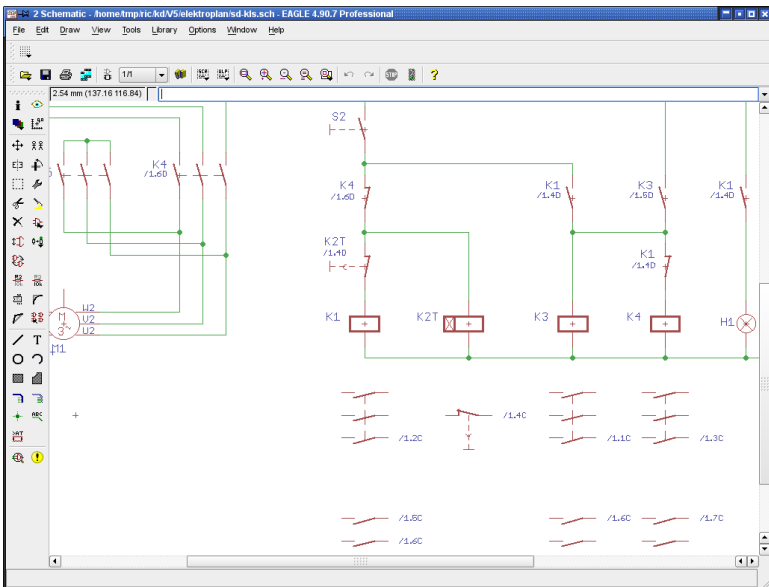 2 Schematic - /home/tmp/ric/kd/V5/elektroplan/sd-kls.sch - EAGLE 4.90.7 Professional
File Edit Draw View Tools Library Options Window Help
1/1
2.54 mm (137.16 116.84)
S2
K4
/1.6D
K4
/1.6D
K1
/1.4D
K3
/1.5D
K1
/1.4D
K2T
/1.4D
K1
/1.4D
W2
V2
U2
M
3~
M1
K1
K2T
K3
K4
H1
/1.2C
/1.4C
/1.1C
/1.3C
/1.5C
/1.6C
/1.7C
/1.6C